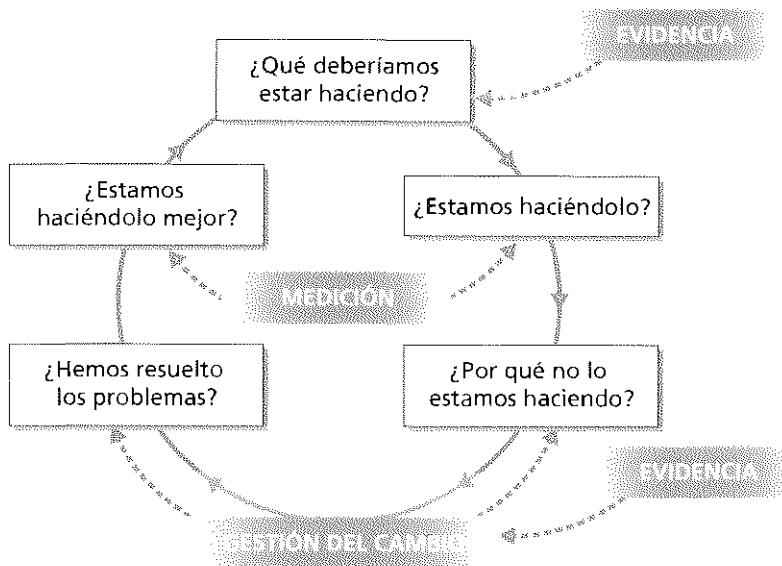 EVIDENCIA
¿Qué deberíamos
estar haciendo?
¿Estamos
haciéndolo mejor?
¿Estamos haciéndolo?
MEDICIÓN
¿Hemos resuelto
los problemas?
¿Por qué no lo
estamos haciendo?
EVIDENCIA
GESTIÓN DEL CAMBIO